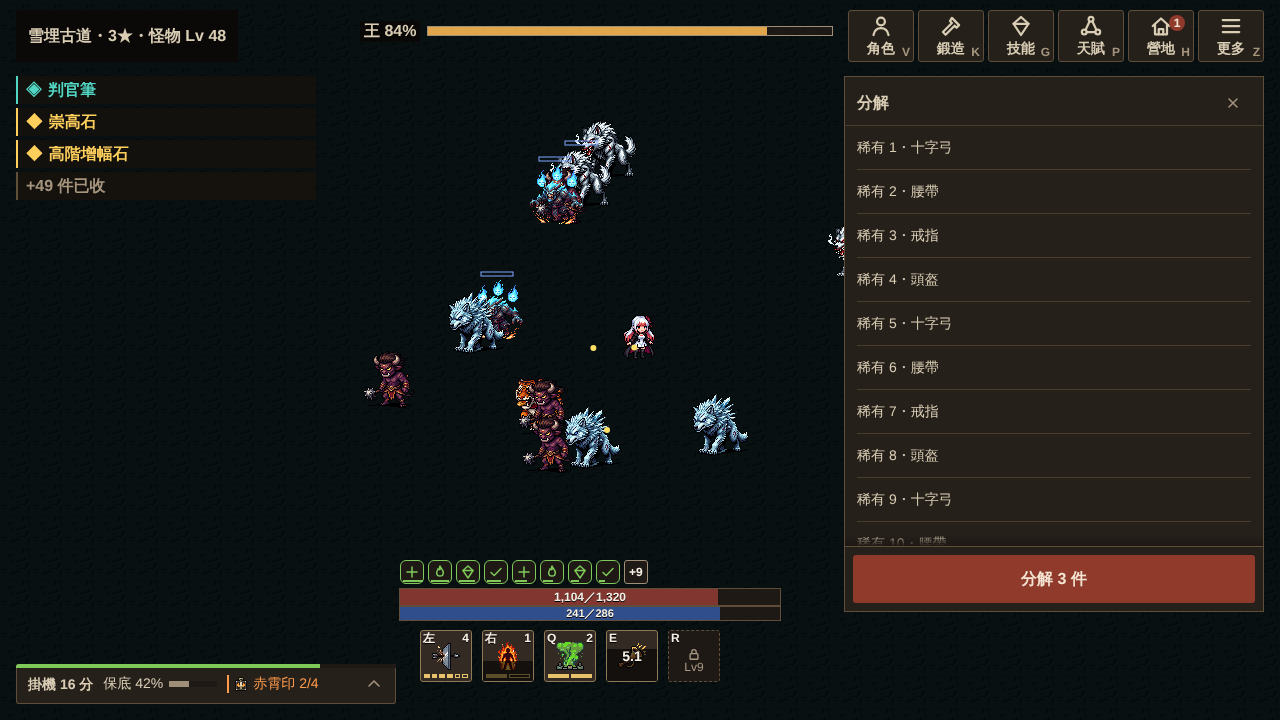 雪埋古道・3★・怪物 Lv 48
王 84%
角色 V
鍛造 K
技能 G
天賦 P
營地 H 1
更多 Z
◈ 判官筆
◆ 崇高石
◆ 高階增幅石
+49 件已收
分解 ×
稀有 1・十字弓
稀有 2・腰帶
稀有 3・戒指
稀有 4・頭盔
稀有 5・十字弓
稀有 6・腰帶
稀有 7・戒指
稀有 8・頭盔
稀有 9・十字弓
稀有 10・腰帶
分解 3 件
+9
1,104／1,320
241／286
左 4
右 1
Q 2
E 5.1
R Lv9
掛機 16 分 保底 42% 赤霄印 2/4